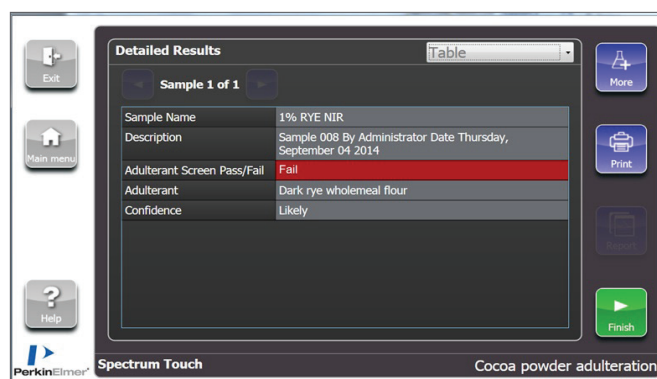 Detailed Results
Table
Exit
Sample 1 of 1
More
Sample Name 1% RYE NIR
Description Sample 008 By Administrator Date Thursday,
September 04 2014
Main menu
Print
Adulterant Screen Pass/Fail Fail
Adulterant Dark rye wholemeal flour
Confidence Likely
Report
Help
Finish
PerkinElmer
Spectrum Touch
Cocoa powder adulteration